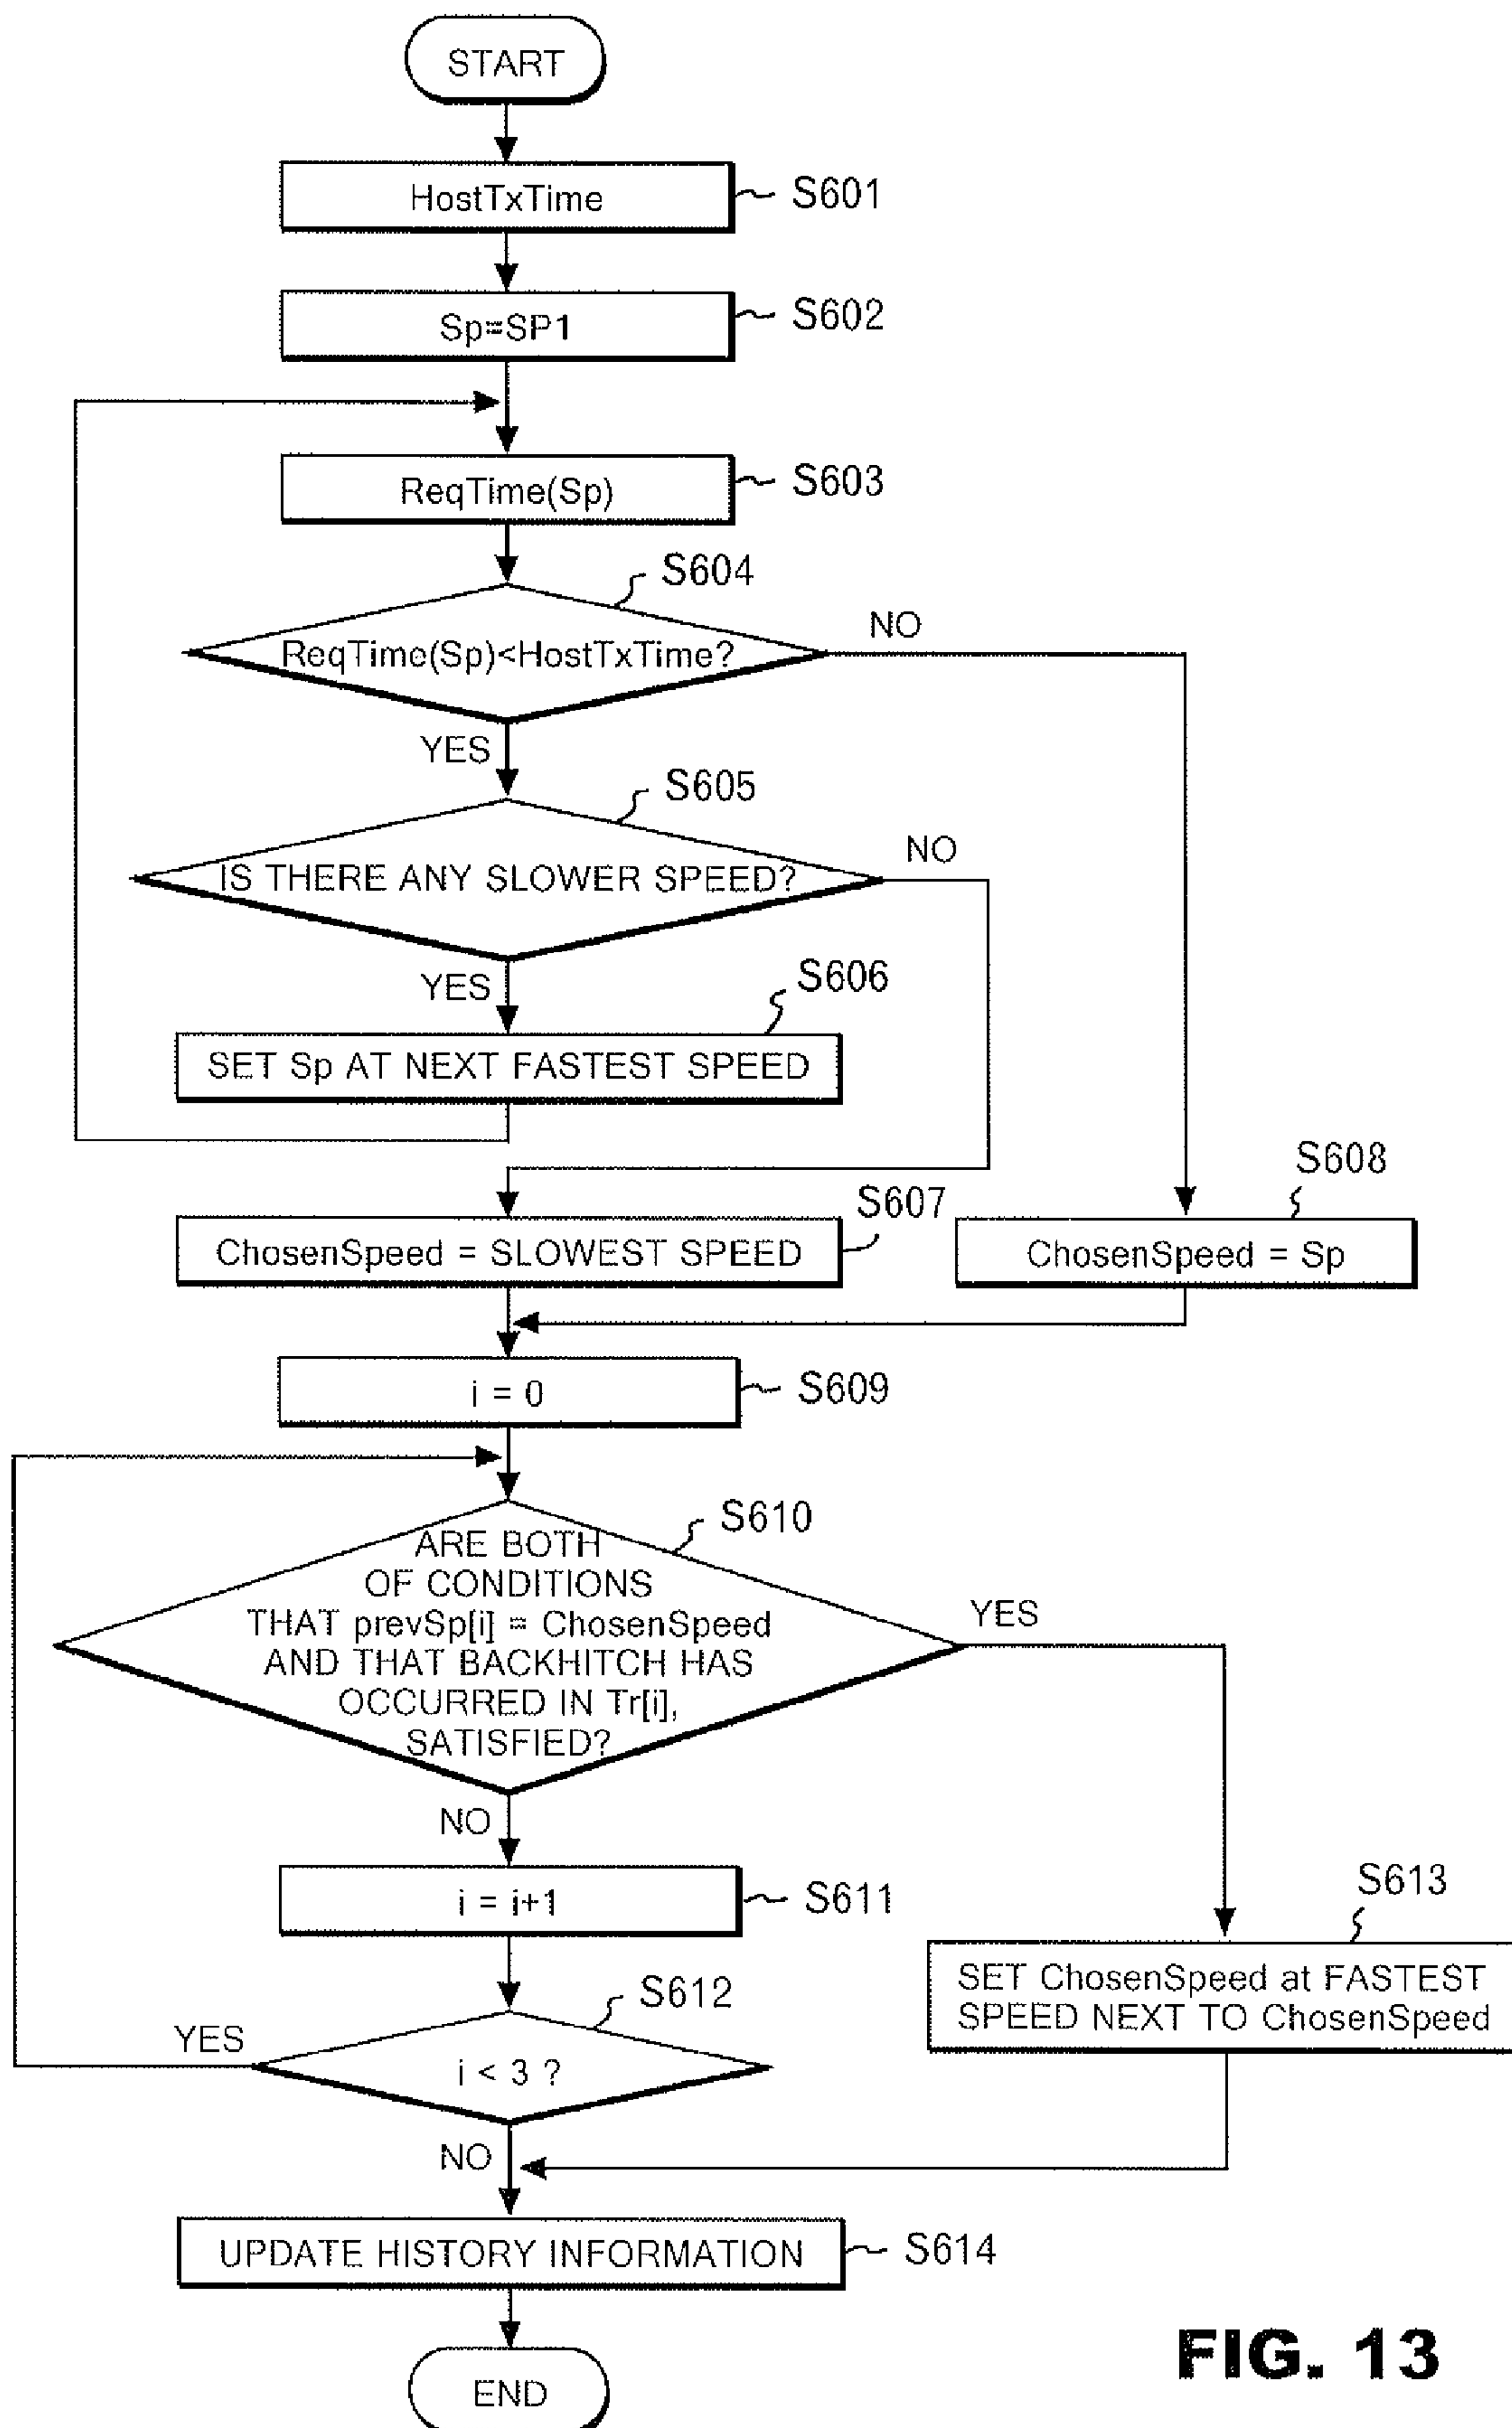 START
HostTxTime
S601
Sp=SP1
S602
ReqTime(Sp)
S603
S604
ReqTime(Sp)<HostTxTime?
NO
YES
S605
IS THERE ANY SLOWER SPEED?
NO
YES
S606
SET Sp AT NEXT FASTEST SPEED
S607
ChosenSpeed = SLOWEST SPEED
S608
ChosenSpeed = Sp
i = 0
S609
S610
ARE BOTH
OF CONDITIONS
THAT prevSp[i] = ChosenSpeed
AND THAT BACKHITCH HAS
OCCURRED IN Tr[i],
SATISFIED?
YES
NO
i = i+1
S611
S613
SET ChosenSpeed at FASTEST
SPEED NEXT TO ChosenSpeed
S612
YES
i < 3 ?
NO
UPDATE HISTORY INFORMATION
S614
END
FIG. 13